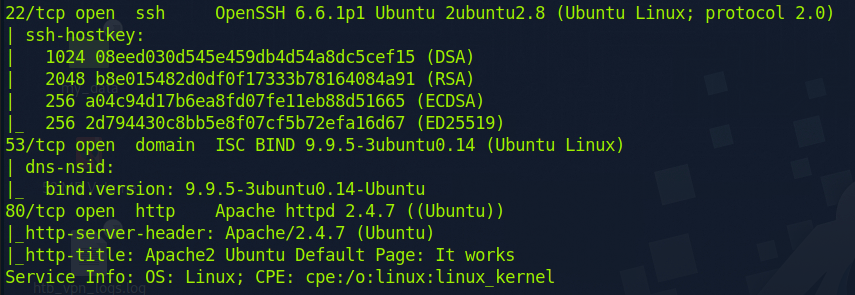 22/tcp open  ssh     OpenSSH 6.6.1p1 Ubuntu 2ubuntu2.8 (Ubuntu Linux; protocol 2.0)
| ssh-hostkey:
|   1024 08eed030d545e459db4d54a8dc5cef15 (DSA)
|   2048 b8e015482d0df0f17333b78164084a91 (RSA)
|   256 a04c94d17b6ea8fd07fe11eb88d51665 (ECDSA)
|_  256 2d794430c8bb5e8f07cf5b72efa16d67 (ED25519)
53/tcp open  domain  ISC BIND 9.9.5-3ubuntu0.14 (Ubuntu Linux)
| dns-nsid:
|_  bind.version: 9.9.5-3ubuntu0.14-Ubuntu
80/tcp open  http    Apache httpd 2.4.7 ((Ubuntu))
|_http-server-header: Apache/2.4.7 (Ubuntu)
|_http-title: Apache2 Ubuntu Default Page: It works
Service Info: OS: Linux; CPE: cpe:/o:linux:linux_kernel
htb_vpn_logs.log